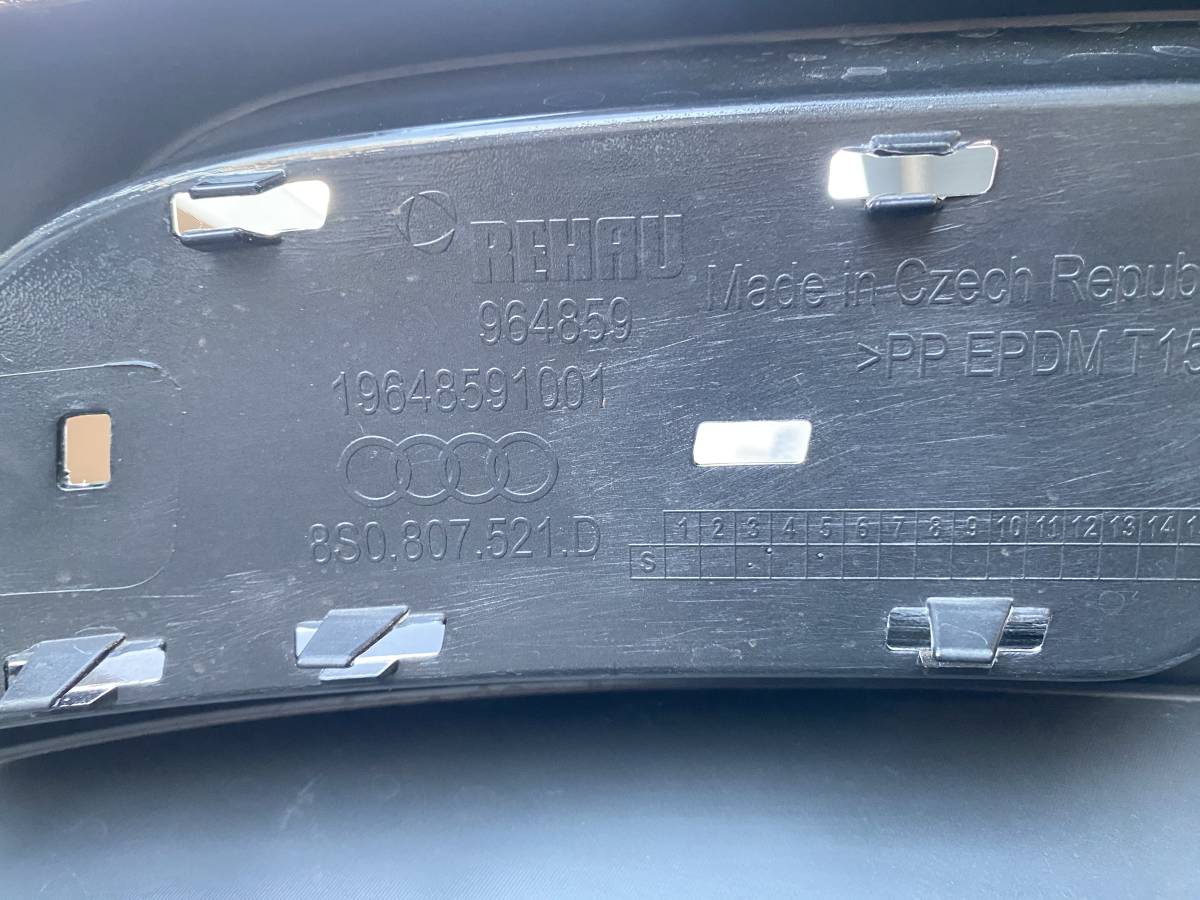 REHAU
964859
19648591001
8S0.807.521.D
Made in Czech Repub
>PP EPDM T15
1 2 3 4 5 6 7 8 9 10 11 12 13 14 1
S